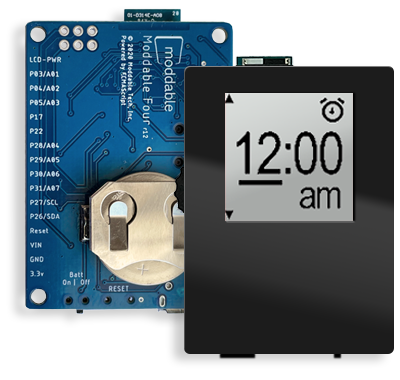 LCD-PWR
P03/A01
P04/A02
P05/A03
P17
P22
P28/A04
P29/A05
P30/A06
P31/A07
P27/SCL
P26/SDA
Reset
VIN
GND
3.3v
Batt
On | Off
RESET
moddable
Moddable Four r12
© 2020 Moddable Tech, Inc.
Powered by ECMAScript
12:00
am